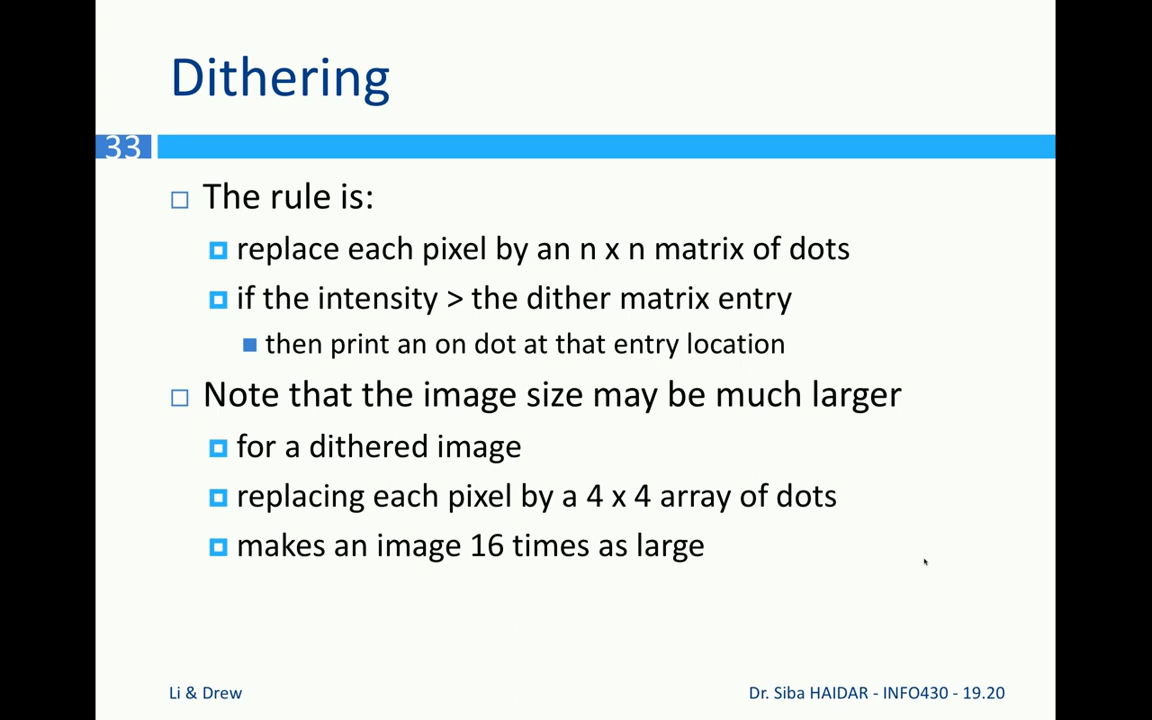 Dithering
33
The rule is:
replace each pixel by an n x n matrix of dots
if the intensity > the dither matrix entry
then print an on dot at that entry location
Note that the image size may be much larger
for a dithered image
replacing each pixel by a 4 x 4 array of dots
makes an image 16 times as large
Li & Drew
Dr. Siba HAIDAR - INFO430 - 19.20